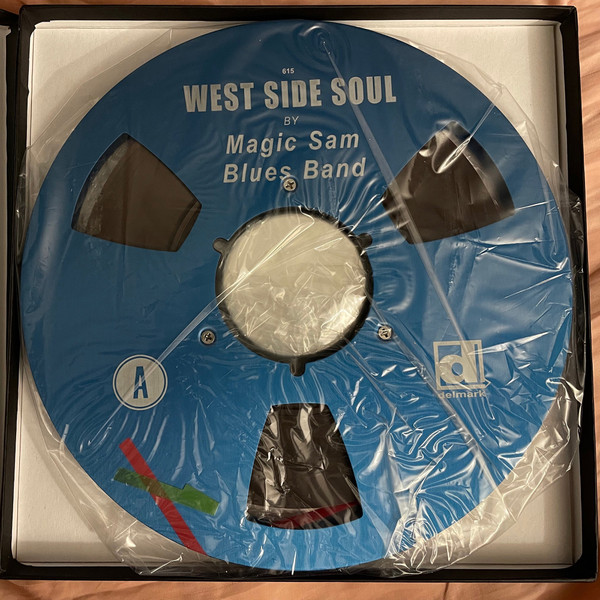 615
WEST SIDE SOUL
BY
Magic Sam
Blues Band
A
d
delmark